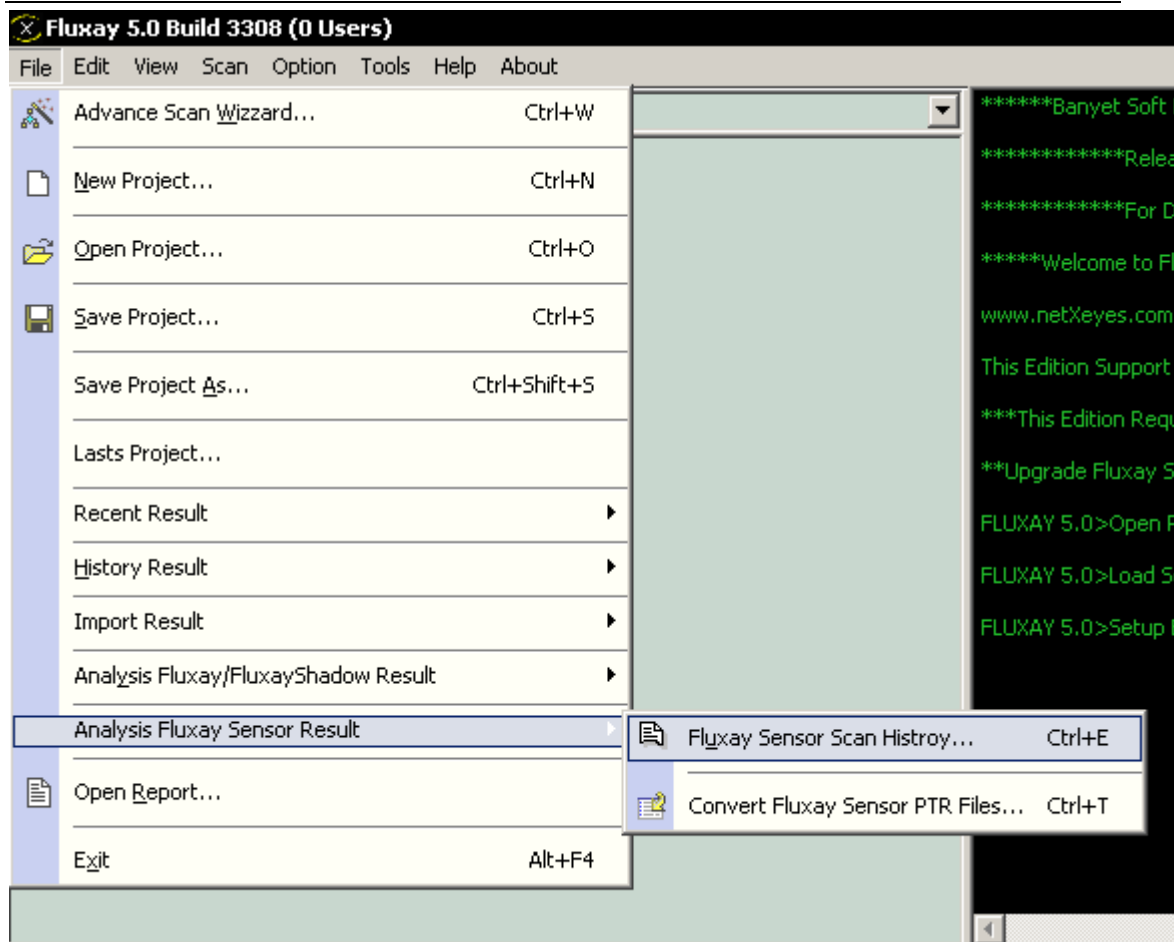 Fluxay 5.0 Build 3308 (0 Users)
File Edit View Scan Option Tools Help About
Advance Scan Wizzard... Ctrl+W
New Project... Ctrl+N
Open Project... Ctrl+O
Save Project... Ctrl+S
Save Project As... Ctrl+Shift+S
Lasts Project...
Recent Result
History Result
Import Result
Analysis Fluxay/FluxayShadow Result
Analysis Fluxay Sensor Result
Open Report...
Exit Alt+F4
Fluxay Sensor Scan Histroy... Ctrl+E
Convert Fluxay Sensor PTR Files... Ctrl+T
******Banyet Soft
*************Relea
*************For D
*****Welcome to Fl
www.netXeyes.com
This Edition Support
***This Edition Requ
**Upgrade Fluxay S
FLUXAY 5.0>Open
FLUXAY 5.0>Load S
FLUXAY 5.0>Setup